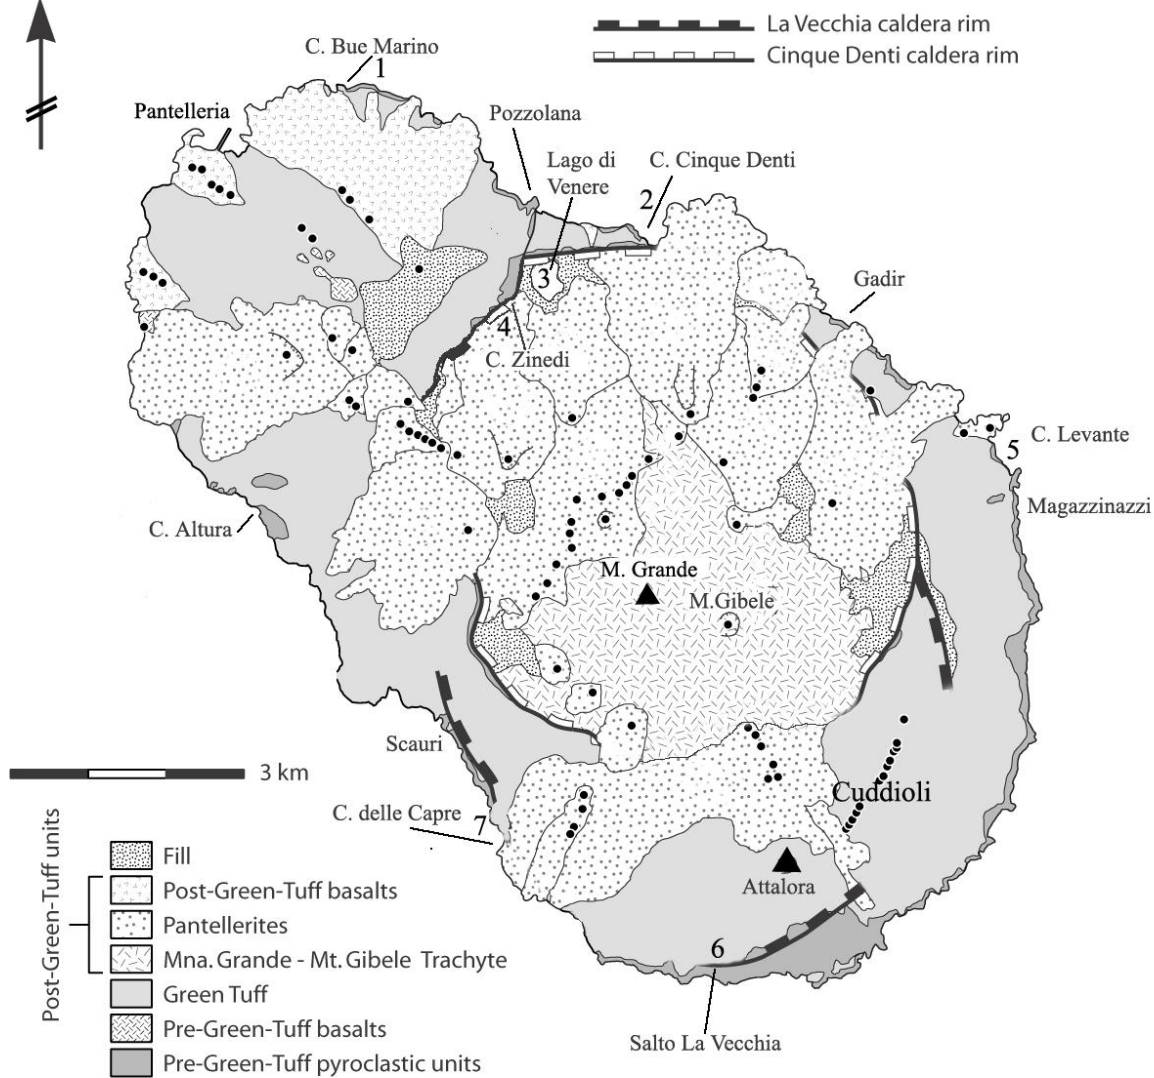 La Vecchia caldera rim
Cinque Denti caldera rim
C. Bue Marino
1
Pantelleria
Pozzolana
Lago di
Venere
C. Cinque Denti
2
3
Gadir
4
C. Zinedi
C. Levante
5
Magazzinazzi
C. Altura
M. Grande
M.Gibele
Scauri
3 km
Cuddioli
C. delle Capre
7
Attalora
6
Salto La Vecchia
Post-Green-Tuff units
Fill
Post-Green-Tuff basalts
Pantellerites
Mna. Grande - Mt. Gibele Trachyte
Green Tuff
Pre-Green-Tuff basalts
Pre-Green-Tuff pyroclastic units